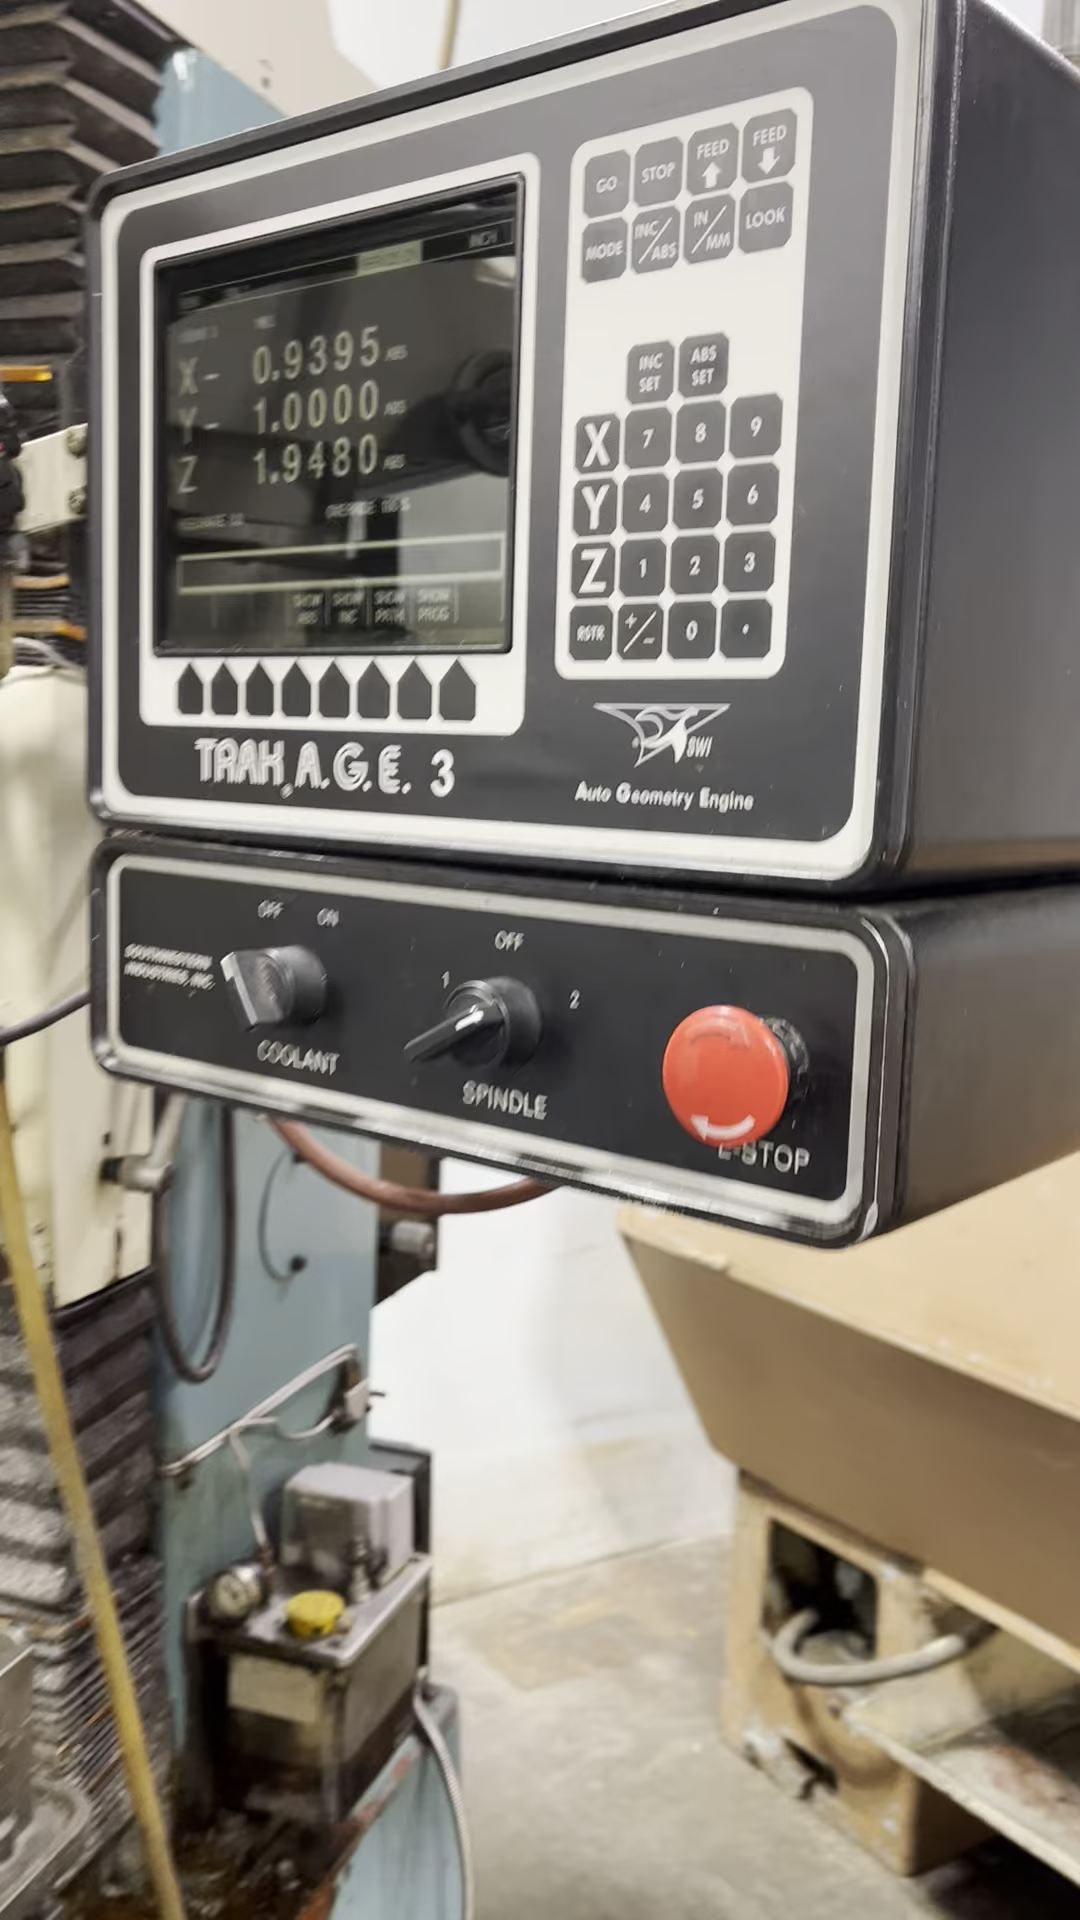 INCH
X - 0.9395 ABS
Y - 1.0000 ABS
Z 1.9480 ABS
OVERRIDE
SHOW ABS
SHOW INC
SHOW PATH
SHOW PROG
GO STOP FEED FEED
MODE INC/ABS IN/MM LOOK
INC SET ABS SET
X 7 8 9
Y 4 5 6
Z 1 2 3
RSTR +/- 0 .
TRAK A.G.E. 3
SWI
Auto Geometry Engine
SOUTHWESTERN
INDUSTRIES, INC.
OFF ON
COOLANT
OFF
1 2
SPINDLE
E-STOP